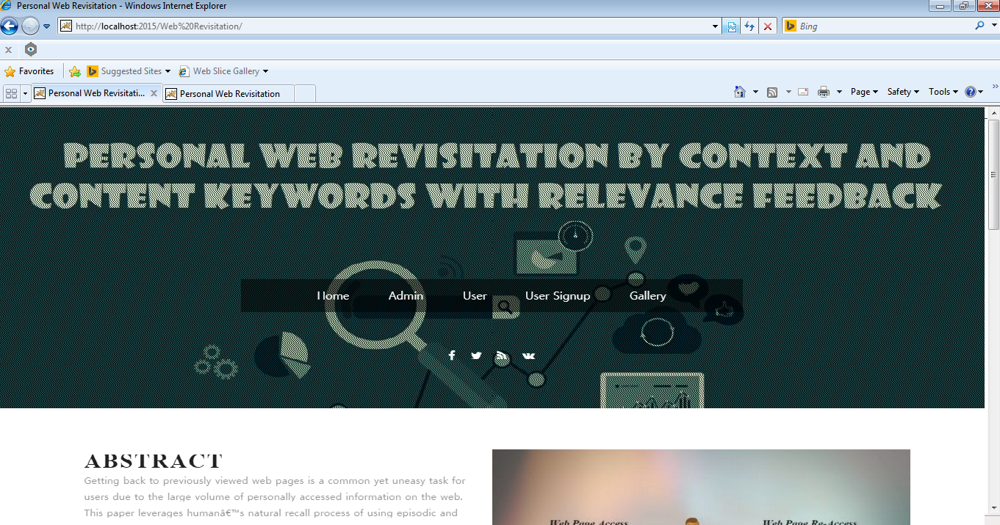 Personal Web Revisitation - Windows Internet Explorer
http://localhost:2015/Web%20Revisitation/
Bing
x
Favorites Suggested Sites Web Slice Gallery
Personal Web Revisitati... x Personal Web Revisitation Page Safety Tools »
PERSONAL WEB REVISITATION BY CONTEXT AND
CONTENT KEYWORDS WITH RELEVANCE FEEDBACK
Home Admin User User Signup Gallery
ABSTRACT
Getting back to previously viewed web pages is a common yet uneasy task for
users due to the large volume of personally accessed information on the web.
This paper leverages humanâ€™s natural recall process of using episodic and
Web Page Access Web Page Re-Access